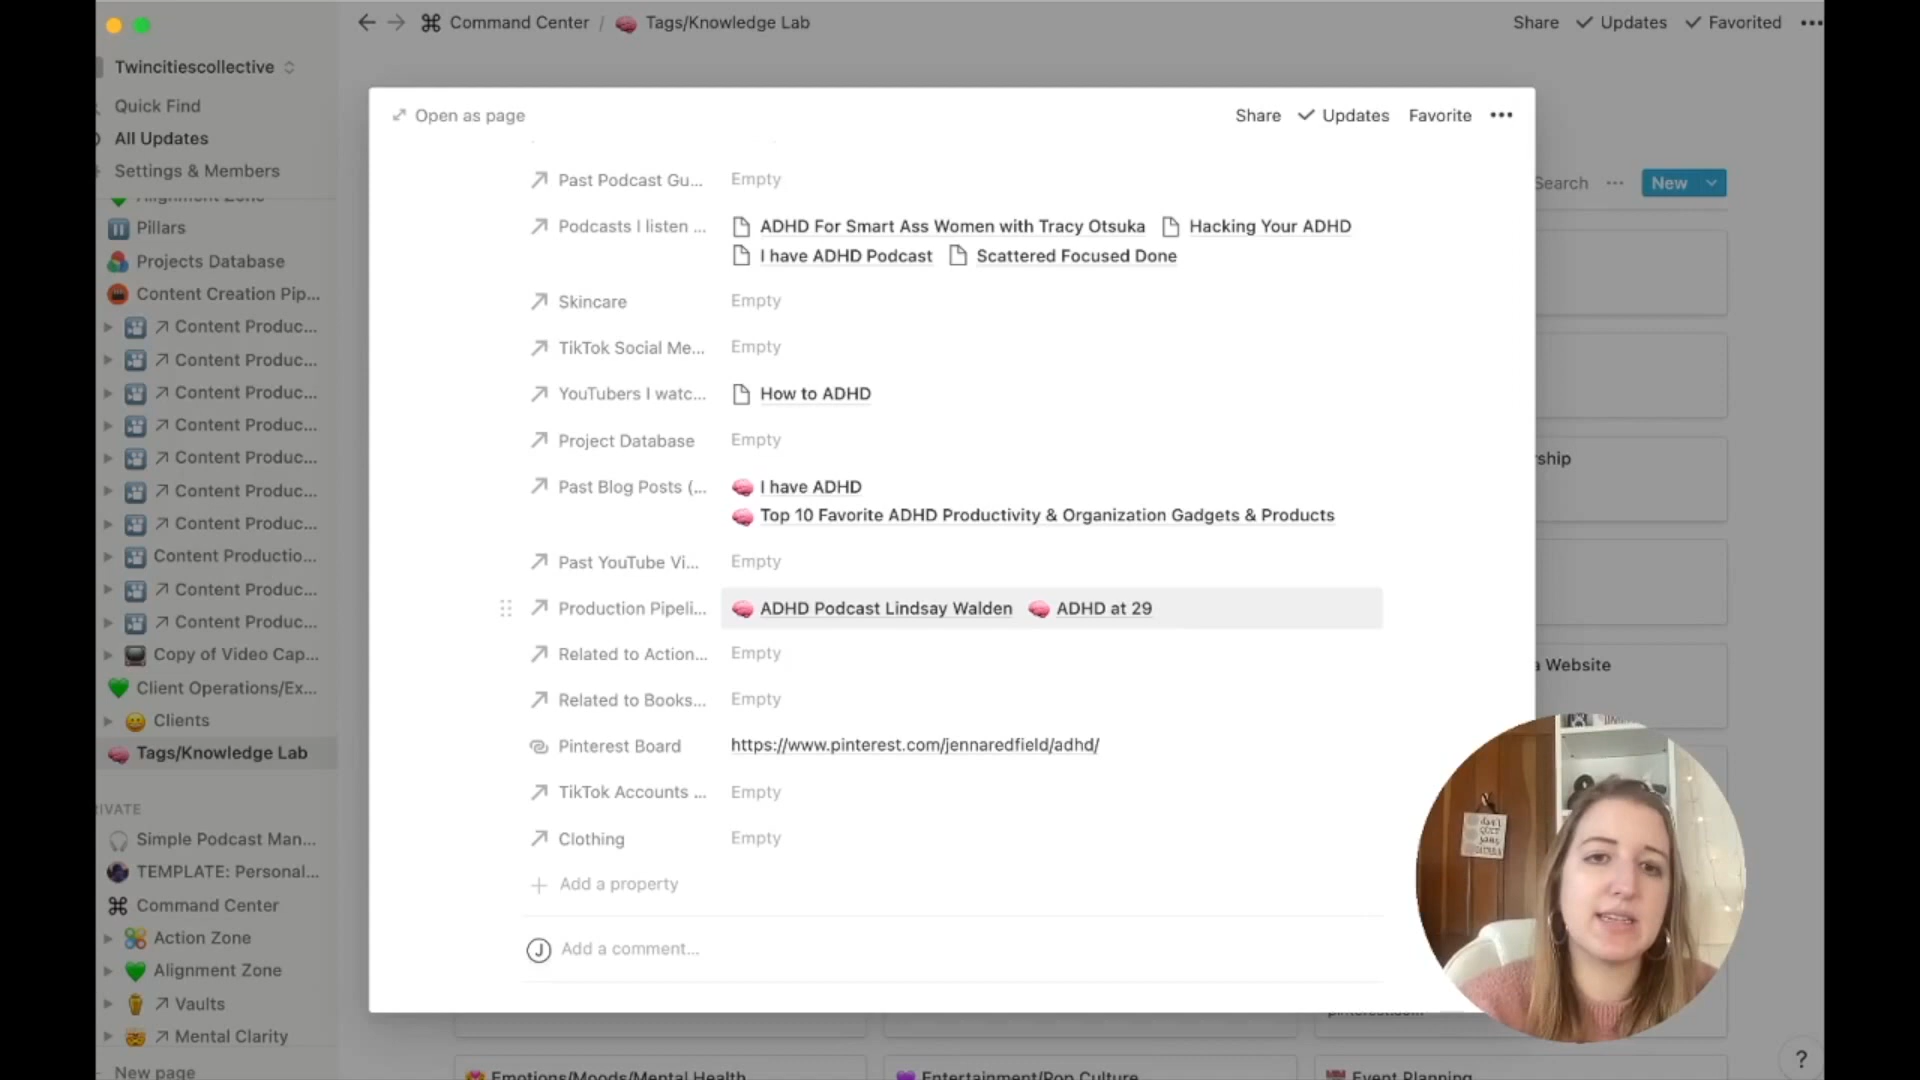 Command Center / Tags/Knowledge Lab
Share Updates Favorited
Twincitiescollective
Quick Find
All Updates
Settings & Members
Alignment Zone
Pillars
Projects Database
Content Creation Pip...
Content Produc...
Content Produc...
Content Produc...
Content Produc...
Content Produc...
Content Produc...
Content Produc...
Content Productio...
Content Produc...
Content Produc...
Copy of Video Cap...
Client Operations/Ex...
Clients
Tags/Knowledge Lab
RIVATE
Simple Podcast Man...
TEMPLATE: Personal...
Command Center
Action Zone
Alignment Zone
Vaults
Mental Clarity
New page
Open as page
Share Updates Favorite
Past Podcast Gu... Empty
Podcasts I listen ... ADHD For Smart Ass Women with Tracy Otsuka Hacking Your ADHD
I have ADHD Podcast Scattered Focused Done
Skincare Empty
TikTok Social Me... Empty
YouTubers I watc... How to ADHD
Project Database Empty
Past Blog Posts (... I have ADHD
Top 10 Favorite ADHD Productivity & Organization Gadgets & Products
Past YouTube Vi... Empty
Production Pipeli... ADHD Podcast Lindsay Walden ADHD at 29
Related to Action... Empty
Related to Books... Empty
Pinterest Board https://www.pinterest.com/jennaredfield/adhd/
TikTok Accounts ... Empty
Clothing Empty
Add a property
J Add a comment...
Search New
ship
a Website
pinterest.com
Emotions/Moods/Mental Health
Entertainment/Pop Culture
Event Planning
?